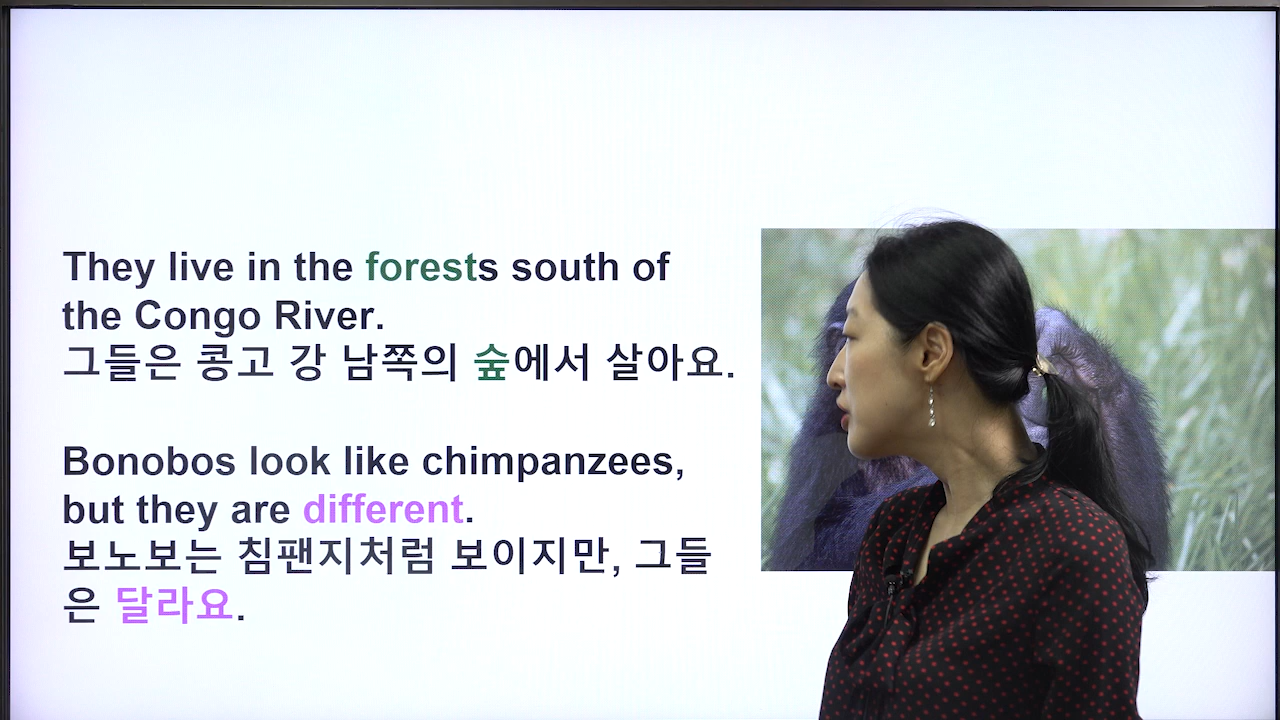 They live in the forests south of
the Congo River.
그들은 콩고 강 남쪽의 숲에서 살아요.
Bonobos look like chimpanzees,
but they are different.
보노보는 침팬지처럼 보이지만, 그들
은 달라요.